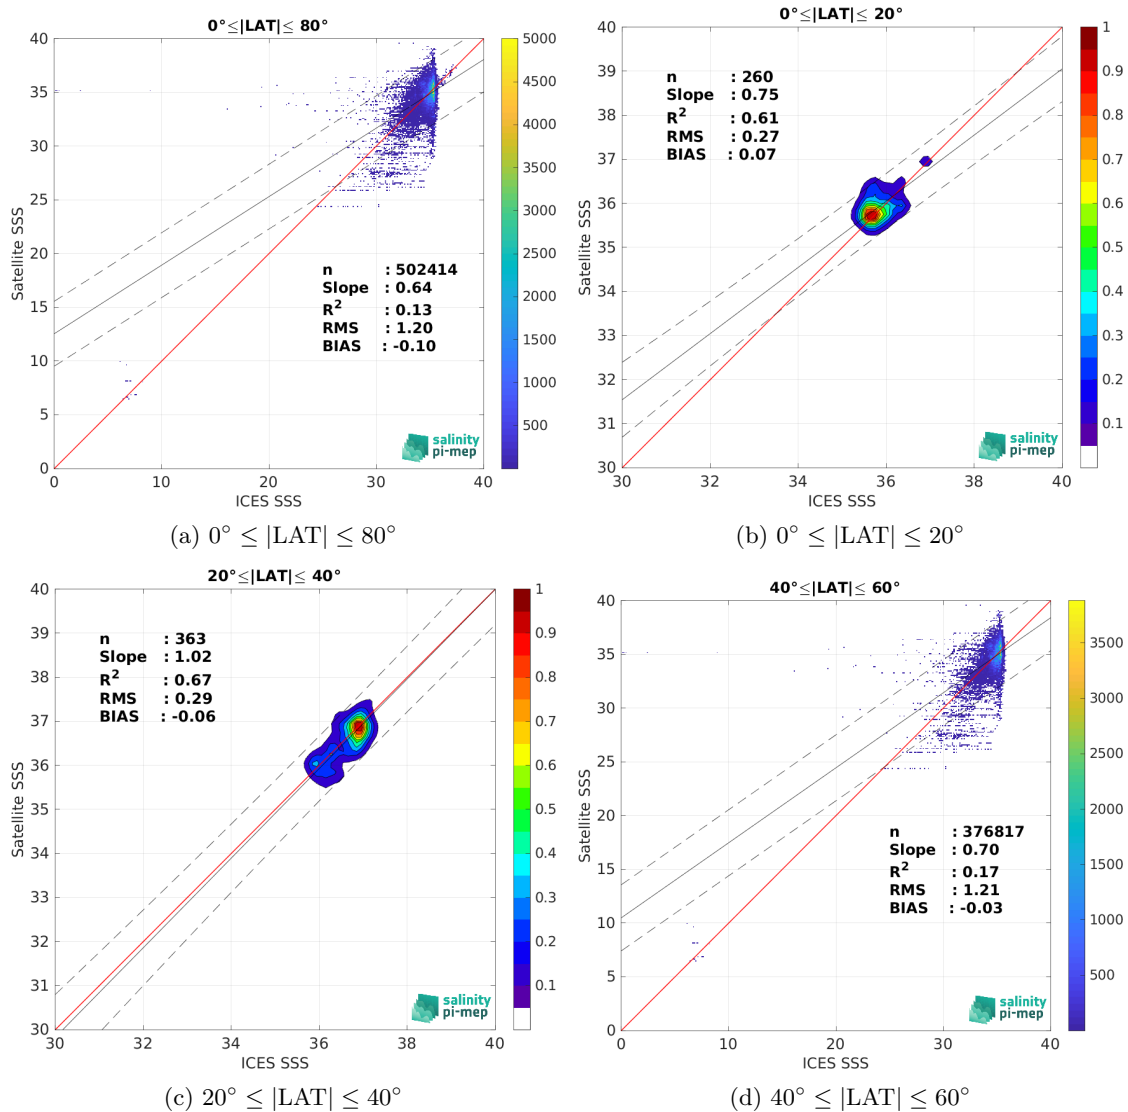 0°≤|LAT|≤ 80°
40
35
30
25
20
15
10
5
0
Satellite SSS
n : 502414
Slope : 0.64
R² : 0.13
RMS : 1.20
BIAS : -0.10
salinity
pi-mep
0 10 20 30 40
ICES SSS
5000
4500
4000
3500
3000
2500
2000
1500
1000
500
(a) 0° ≤ |LAT| ≤ 80°
0°≤|LAT|≤ 20°
40
39
38
37
36
35
34
33
32
31
30
Satellite SSS
n : 260
Slope : 0.75
R² : 0.61
RMS : 0.27
BIAS : 0.07
salinity
pi-mep
30 32 34 36 38 40
ICES SSS
1
0.9
0.8
0.7
0.6
0.5
0.4
0.3
0.2
0.1
(b) 0° ≤ |LAT| ≤ 20°
20°≤|LAT|≤ 40°
40
39
38
37
36
35
34
33
32
31
30
Satellite SSS
n : 363
Slope : 1.02
R² : 0.67
RMS : 0.29
BIAS : -0.06
salinity
pi-mep
30 32 34 36 38 40
ICES SSS
1
0.9
0.8
0.7
0.6
0.5
0.4
0.3
0.2
0.1
(c) 20° ≤ |LAT| ≤ 40°
40°≤|LAT|≤ 60°
40
35
30
25
20
15
10
5
0
Satellite SSS
n : 376817
Slope : 0.70
R² : 0.17
RMS : 1.21
BIAS : -0.03
salinity
pi-mep
0 10 20 30 40
ICES SSS
3500
3000
2500
2000
1500
1000
500
(d) 40° ≤ |LAT| ≤ 60°